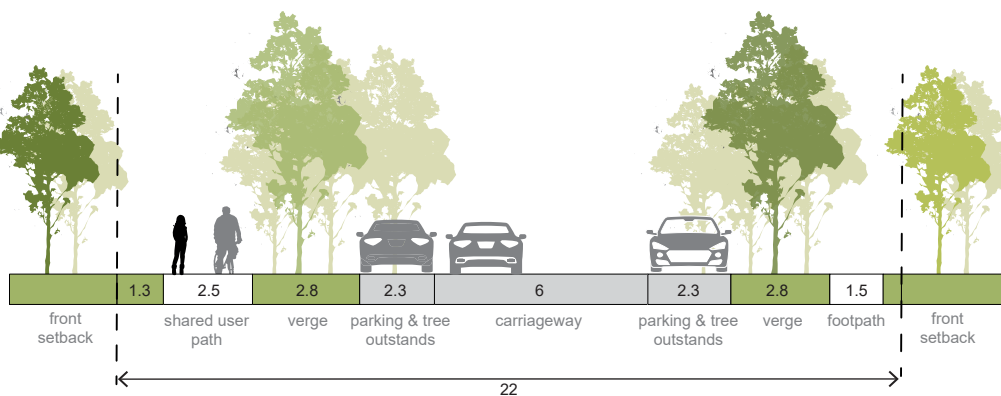 1.3 2.5 2.8 2.3 6 2.3 2.8 1.5
front
setback
shared user
path
verge
parking & tree
outstands
carriageway
parking & tree
outstands
verge
footpath
front
setback
22